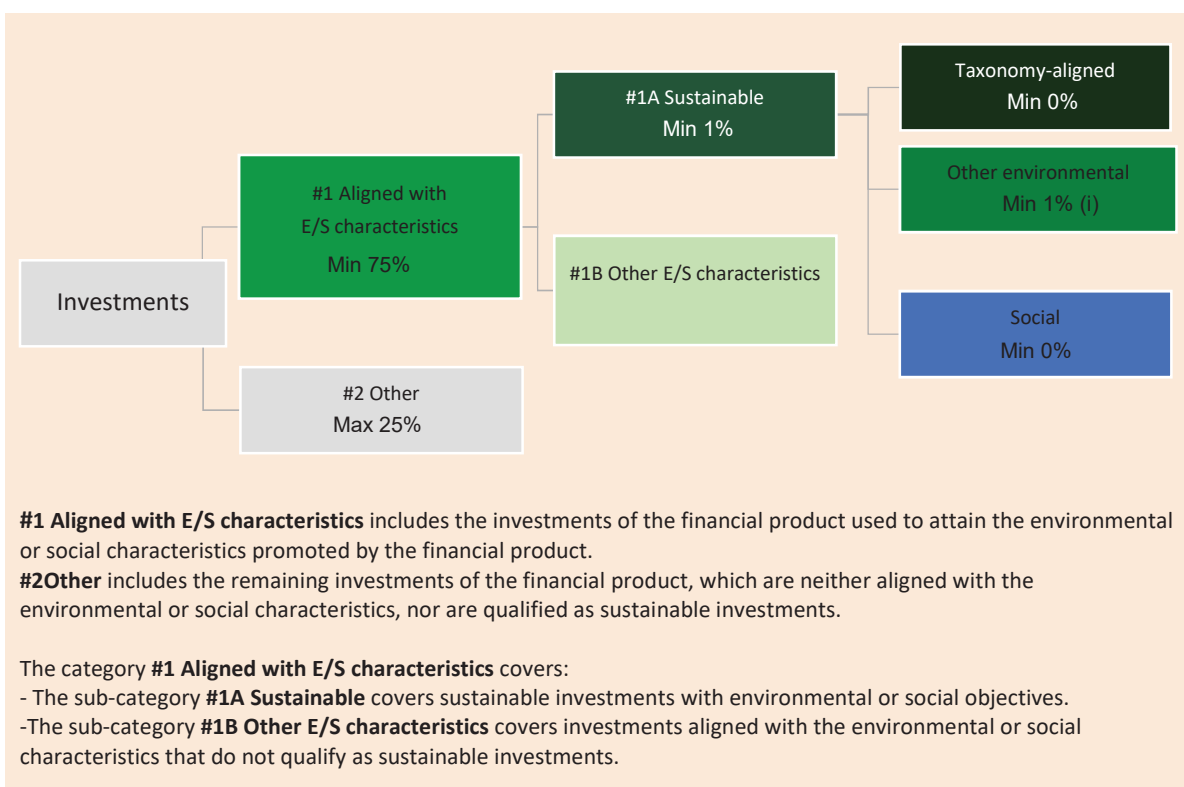 Investments
#1 Aligned with
E/S characteristics
Min 75%
#2 Other
Max 25%
#1A Sustainable
Min 1%
#1B Other E/S characteristics
Taxonomy-aligned
Min 0%
Other environmental
Min 1% (i)
Social
Min 0%
#1 Aligned with E/S characteristics includes the investments of the financial product used to attain the environmental
or social characteristics promoted by the financial product.
#2Other includes the remaining investments of the financial product, which are neither aligned with the
environmental or social characteristics, nor are qualified as sustainable investments.
The category #1 Aligned with E/S characteristics covers:
- The sub-category #1A Sustainable covers sustainable investments with environmental or social objectives.
-The sub-category #1B Other E/S characteristics covers investments aligned with the environmental or social
characteristics that do not qualify as sustainable investments.